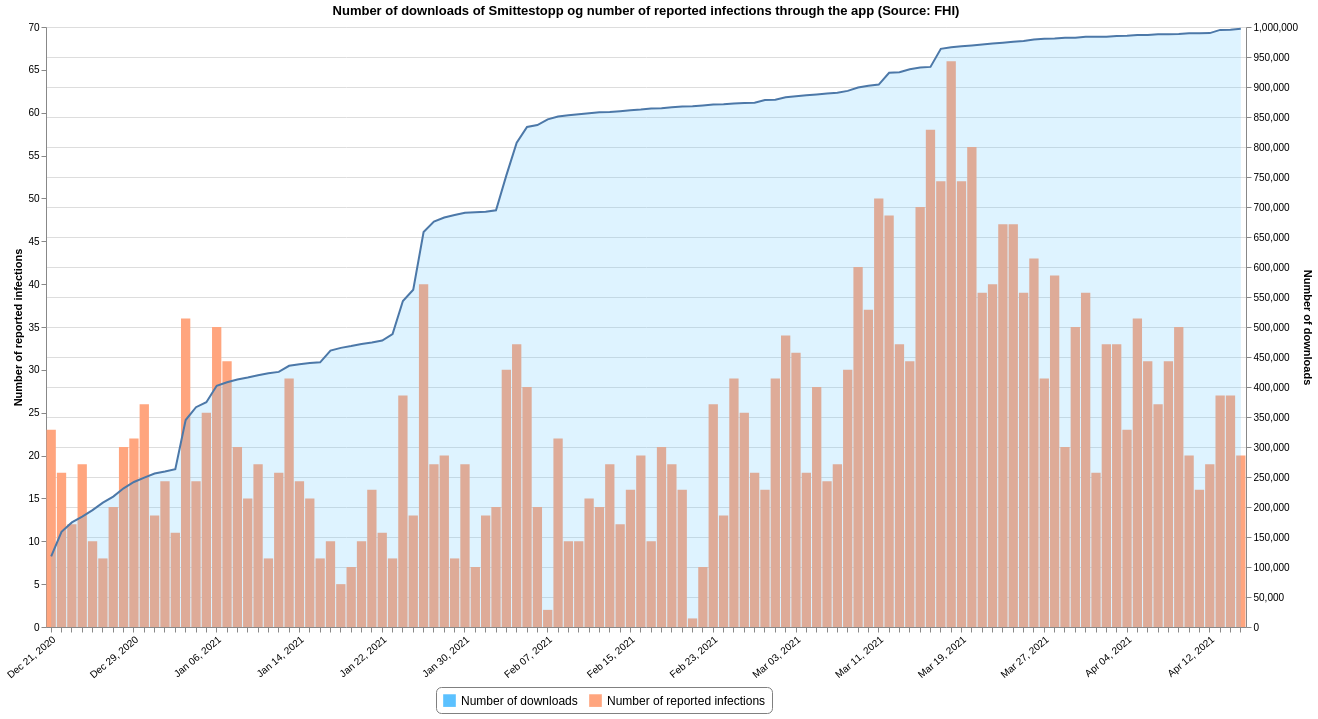 Number of downloads of Smittestopp og number of reported infections through the app (Source: FHI)
Number of reported infections
70
65
60
55
50
45
40
35
30
25
20
15
10
5
0
1,000,000
950,000
900,000
850,000
800,000
750,000
700,000
650,000
600,000
550,000
500,000
450,000
400,000
350,000
300,000
250,000
200,000
150,000
100,000
50,000
0
Number of downloads
Dec 21, 2020
Dec 29, 2020
Jan 06, 2021
Jan 14, 2021
Jan 22, 2021
Jan 30, 2021
Feb 07, 2021
Feb 15, 2021
Feb 23, 2021
Mar 03, 2021
Mar 11, 2021
Mar 19, 2021
Mar 27, 2021
Apr 04, 2021
Apr 12, 2021
Number of downloads
Number of reported infections